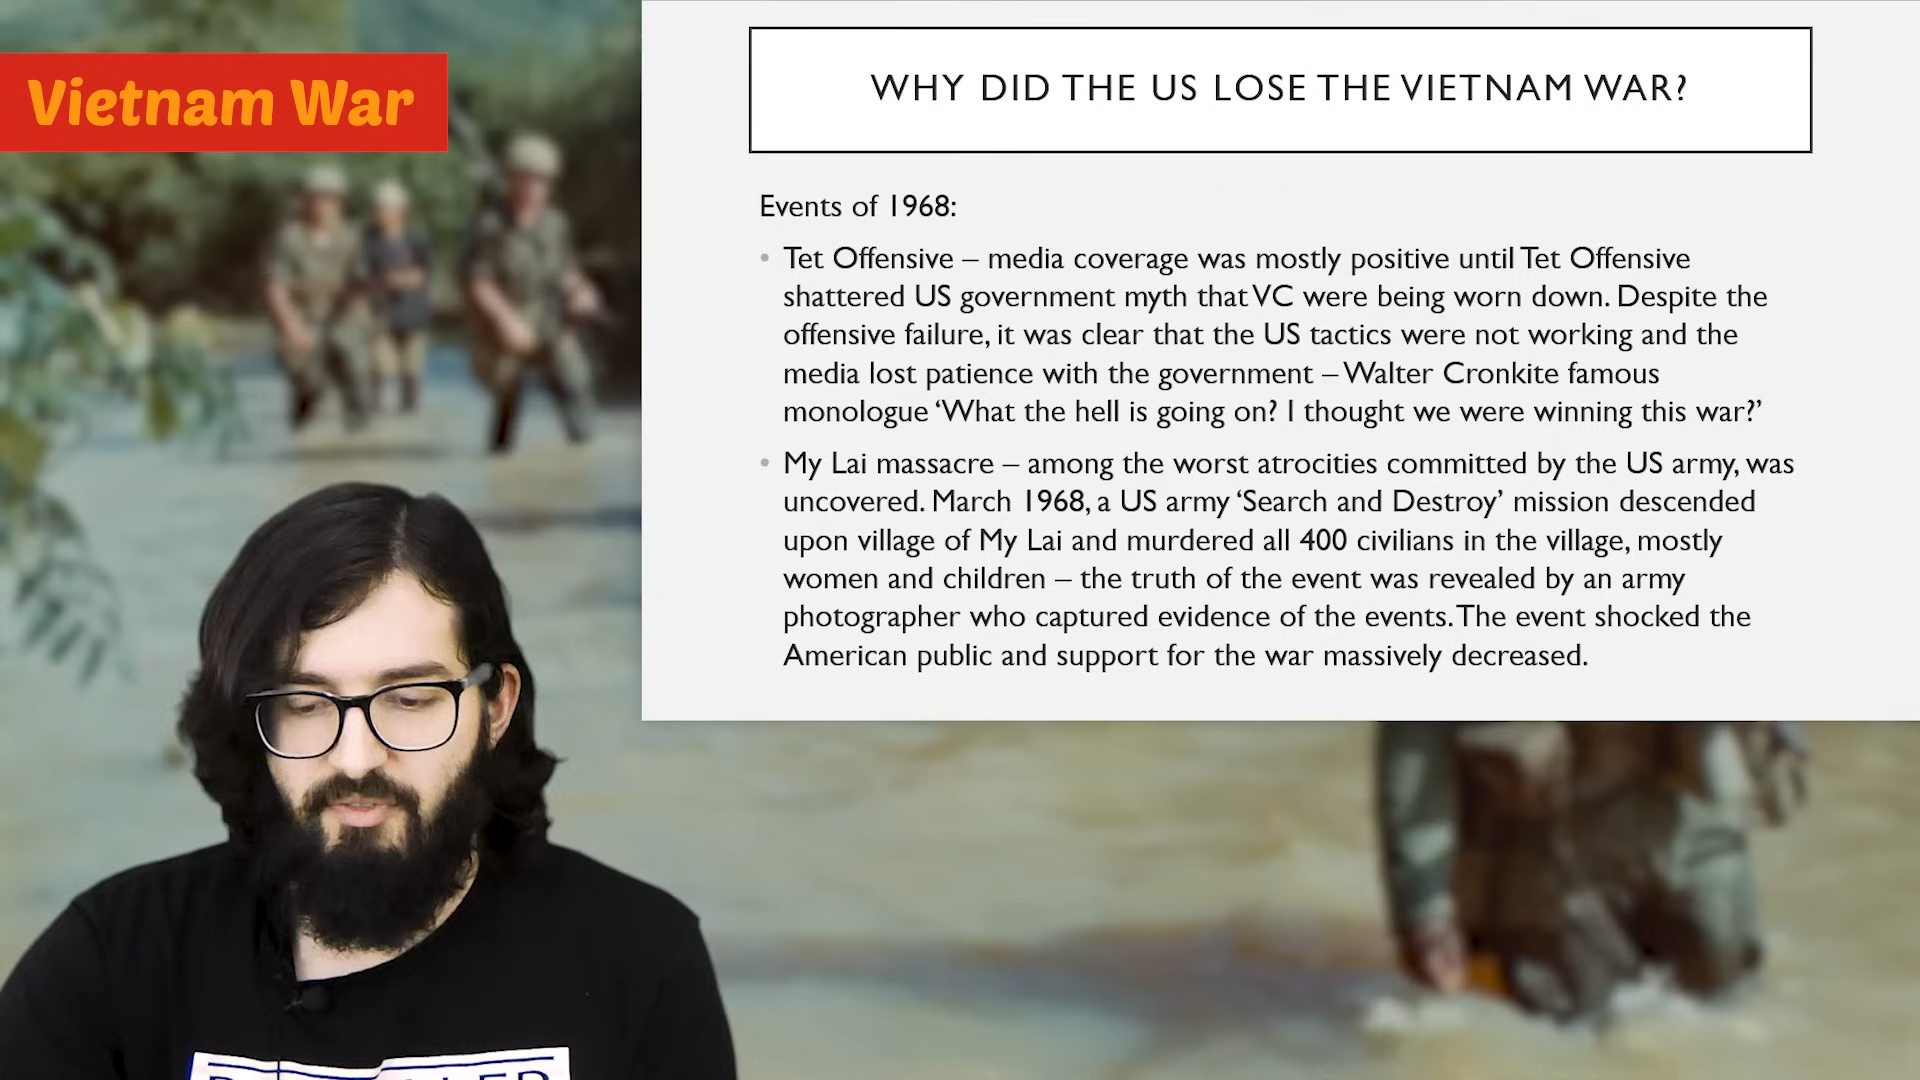 Vietnam War
WHY DID THE US LOSE THE VIETNAM WAR?
Events of 1968:
• Tet Offensive – media coverage was mostly positive until Tet Offensive
shattered US government myth that VC were being worn down. Despite the
offensive failure, it was clear that the US tactics were not working and the
media lost patience with the government – Walter Cronkite famous
monologue ‘What the hell is going on? I thought we were winning this war?’
• My Lai massacre – among the worst atrocities committed by the US army, was
uncovered. March 1968, a US army ‘Search and Destroy’ mission descended
upon village of My Lai and murdered all 400 civilians in the village, mostly
women and children – the truth of the event was revealed by an army
photographer who captured evidence of the events. The event shocked the
American public and support for the war massively decreased.